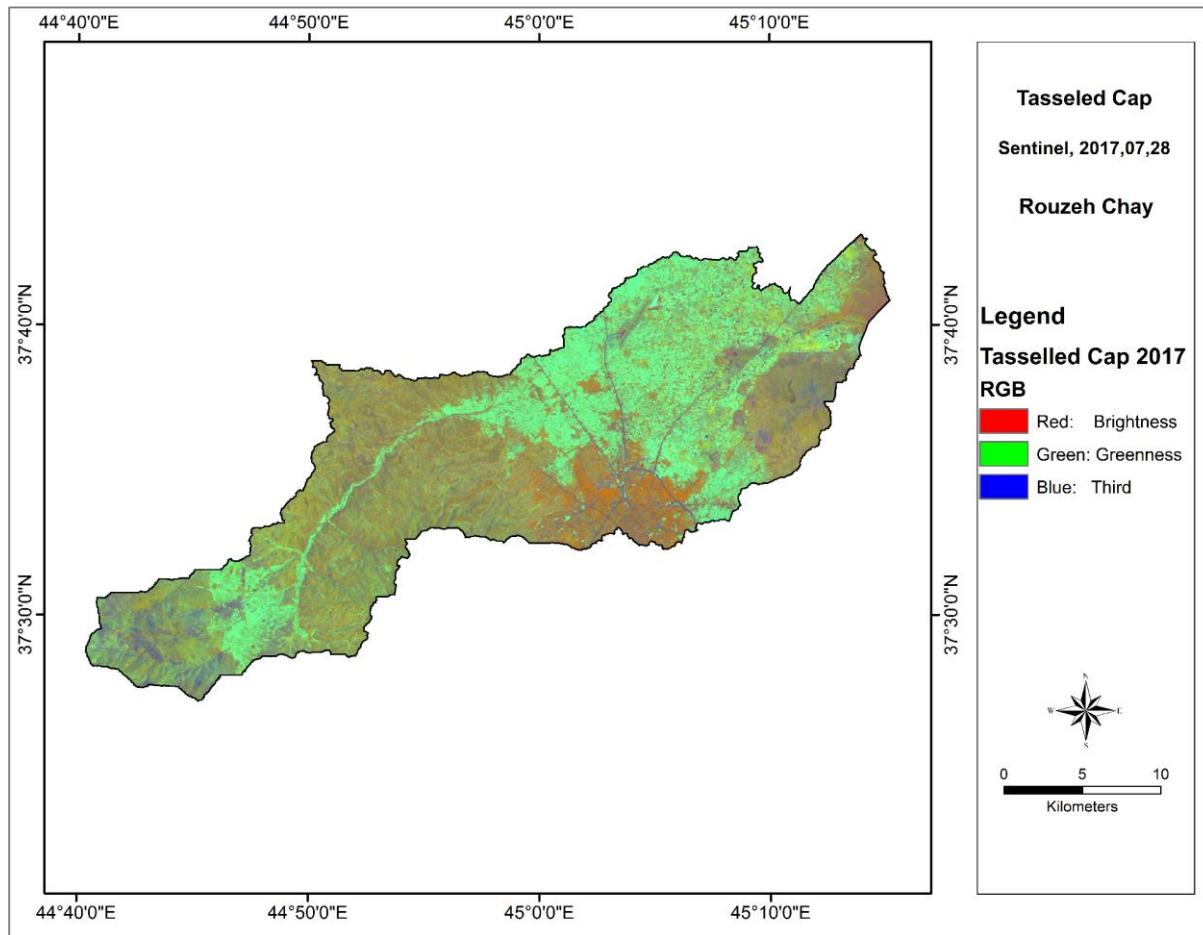 44°40'0"E 44°50'0"E 45°0'0"E 45°10'0"E
Tasseled Cap
Sentinel, 2017,07,28
Rouzeh Chay
37°40'0"N 37°40'0"N
Legend
Tasselled Cap 2017
RGB
Red: Brightness
Green: Greenness
Blue: Third
37°30'0"N 37°30'0"N
N
W E
S
0 5 10
Kilometers
44°40'0"E 44°50'0"E 45°0'0"E 45°10'0"E